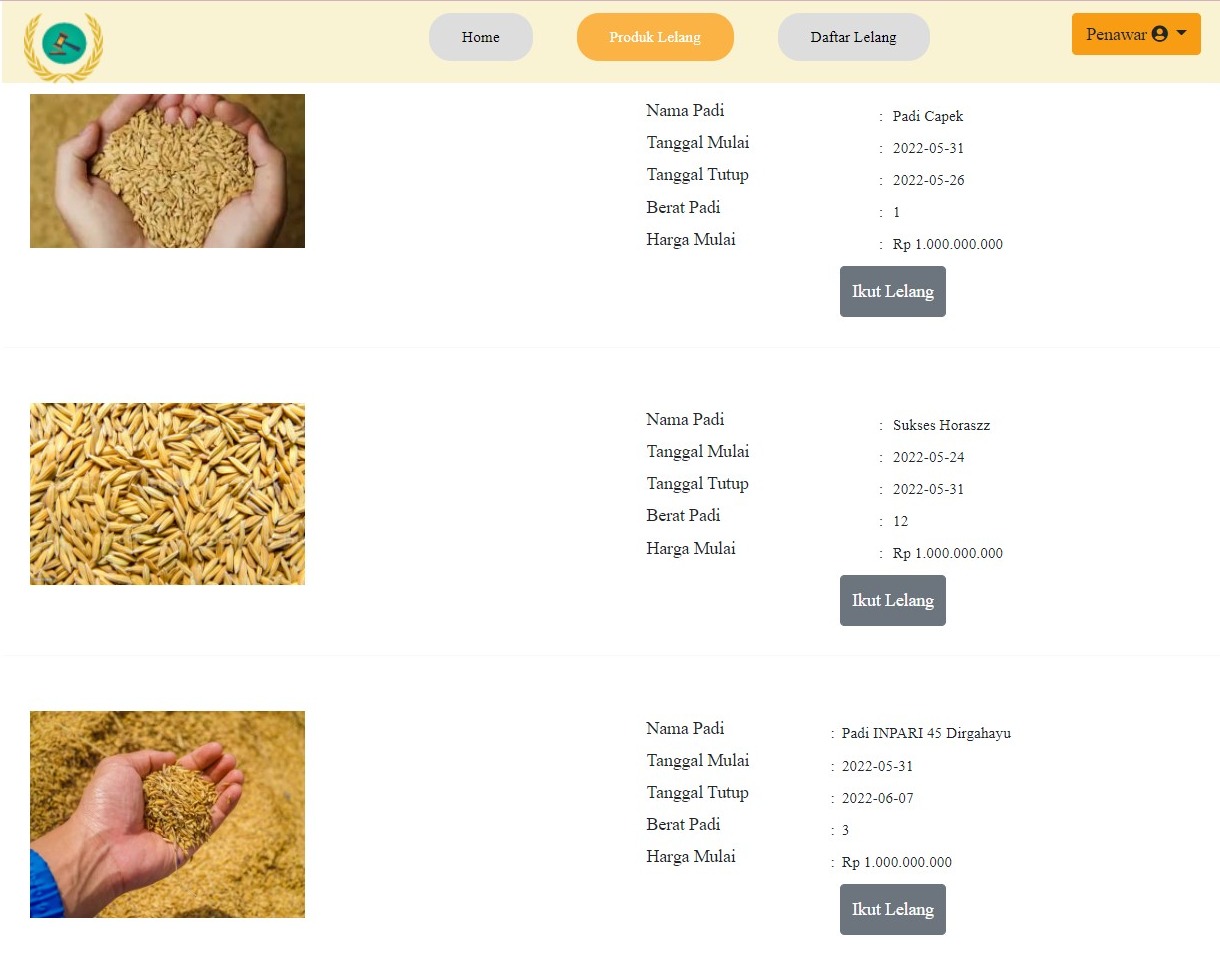 Home Produk Lelang Daftar Lelang Penawar
Nama Padi : Padi Capek
Tanggal Mulai : 2022-05-31
Tanggal Tutup : 2022-05-26
Berat Padi : 1
Harga Mulai : Rp 1.000.000.000
Ikut Lelang
Nama Padi : Sukses Horaszz
Tanggal Mulai : 2022-05-24
Tanggal Tutup : 2022-05-31
Berat Padi : 12
Harga Mulai : Rp 1.000.000.000
Ikut Lelang
Nama Padi : Padi INPARI 45 Dirgahayu
Tanggal Mulai : 2022-05-31
Tanggal Tutup : 2022-06-07
Berat Padi : 3
Harga Mulai : Rp 1.000.000.000
Ikut Lelang